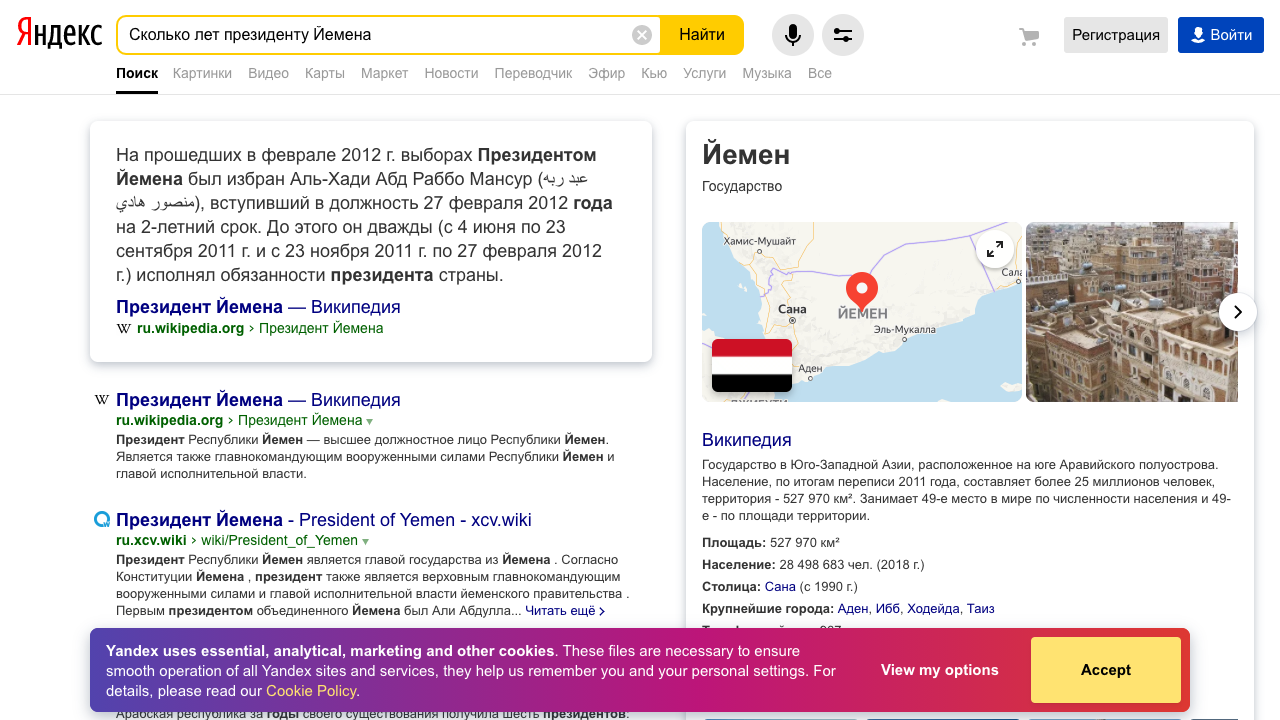 Яндекс
Сколько лет президенту Йемена
Найти
Регистрация
Войти
Поиск Картинки Видео Карты Маркет Новости Переводчик Эфир Кью Услуги Музыка Все
На прошедших в феврале 2012 г. выборах Президентом
Йемена был избран Аль-Хади Абд Раббо Мансур (عبد ربه
منصور هادي), вступивший в должность 27 февраля 2012 года
на 2-летний срок. До этого он дважды (с 4 июня по 23
сентября 2011 г. и с 23 ноября 2011 г. по 27 февраля 2012
г.) исполнял обязанности президента страны.
Президент Йемена — Википедия
W ru.wikipedia.org › Президент Йемена
W Президент Йемена — Википедия
ru.wikipedia.org › Президент Йемена
Президент Республики Йемен — высшее должностное лицо Республики Йемен.
Является также главнокомандующим вооруженными силами Республики Йемен и
главой исполнительной власти.
Президент Йемена - President of Yemen - xcv.wiki
ru.xcv.wiki › wiki/President_of_Yemen
Президент Республики Йемен является главой государства из Йемена . Согласно
Конституции Йемена , президент также является верховным главнокомандующим
вооруженными силами и главой исполнительной власти йеменского правительства .
Первым президентом объединенного Йемена был Али Абдулла... Читать ещё ›
Арабская республика за годы своего существования получила шесть президентов.
Йемен
Государство
Хамис-Мушайт
Сала
Сана
ЙЕМЕН
Эль-Мукалла
Аден
ДЖИБУТИ
Википедия
Государство в Юго-Западной Азии, расположенное на юге Аравийского полуострова.
Население, по итогам переписи 2011 года, составляет более 25 миллионов человек,
территория - 527 970 км². Занимает 49-е место в мире по численности населения и 49-
е - по площади территории.
Площадь: 527 970 км²
Население: 28 498 683 чел. (2018 г.)
Столица: Сана (с 1990 г.)
Крупнейшие города: Аден, Ибб, Ходейда, Таиз
Yandex uses essential, analytical, marketing and other cookies. These files are necessary to ensure
smooth operation of all Yandex sites and services, they help us remember you and your personal settings. For
details, please read our Cookie Policy.
View my options
Accept